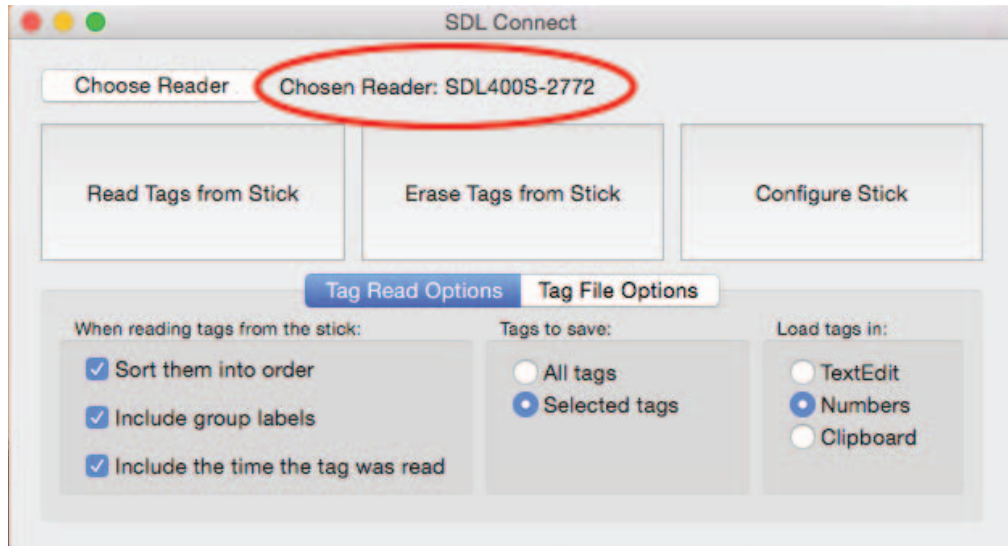 SDL Connect
Choose Reader Chosen Reader: SDL400S-2772
Read Tags from Stick Erase Tags from Stick Configure Stick
Tag Read Options Tag File Options
When reading tags from the stick:
Sort them into order
Include group labels
Include the time the tag was read
Tags to save:
All tags
Selected tags
Load tags in:
TextEdit
Numbers
Clipboard